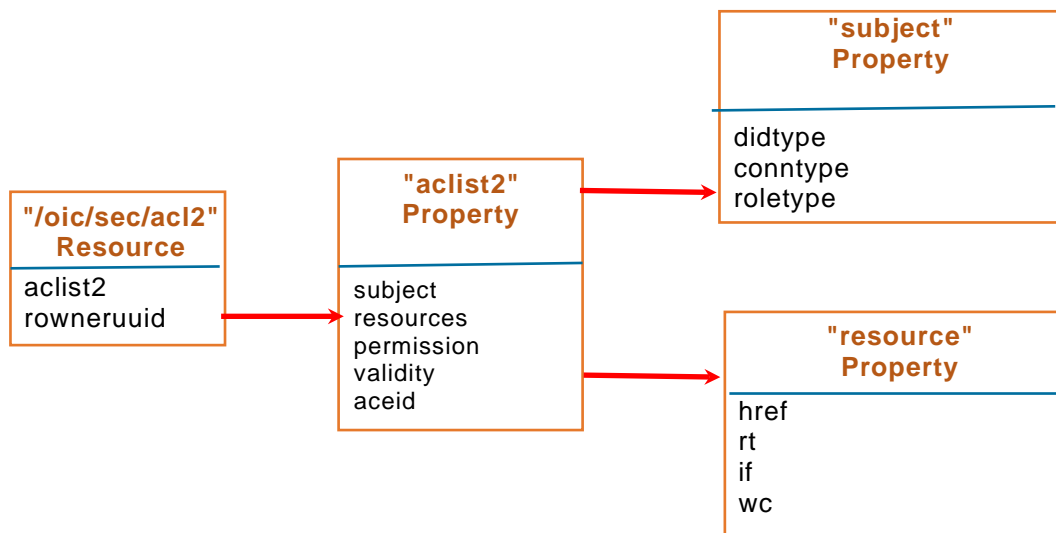 "/oic/sec/acl2"
Resource
aclist2
rowneruuid
"aclist2"
Property
subject
resources
permission
validity
aceid
"subject"
Property
didtype
conntype
roletype
"resource"
Property
href
rt
if
wc